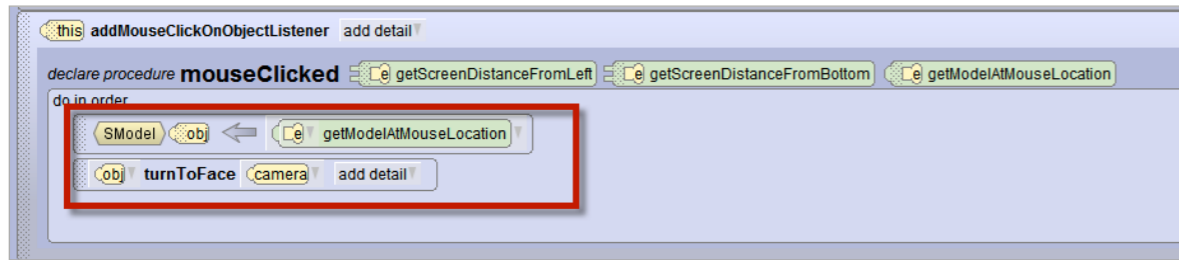 this addMouseClickOnObjectListener add detail
declare procedure mouseClicked e getScreenDistanceFromLeft e getScreenDistanceFromBottom e getModelAtMouseLocation
do in order
SModel obj e getModelAtMouseLocation
obj turnToFace camera add detail